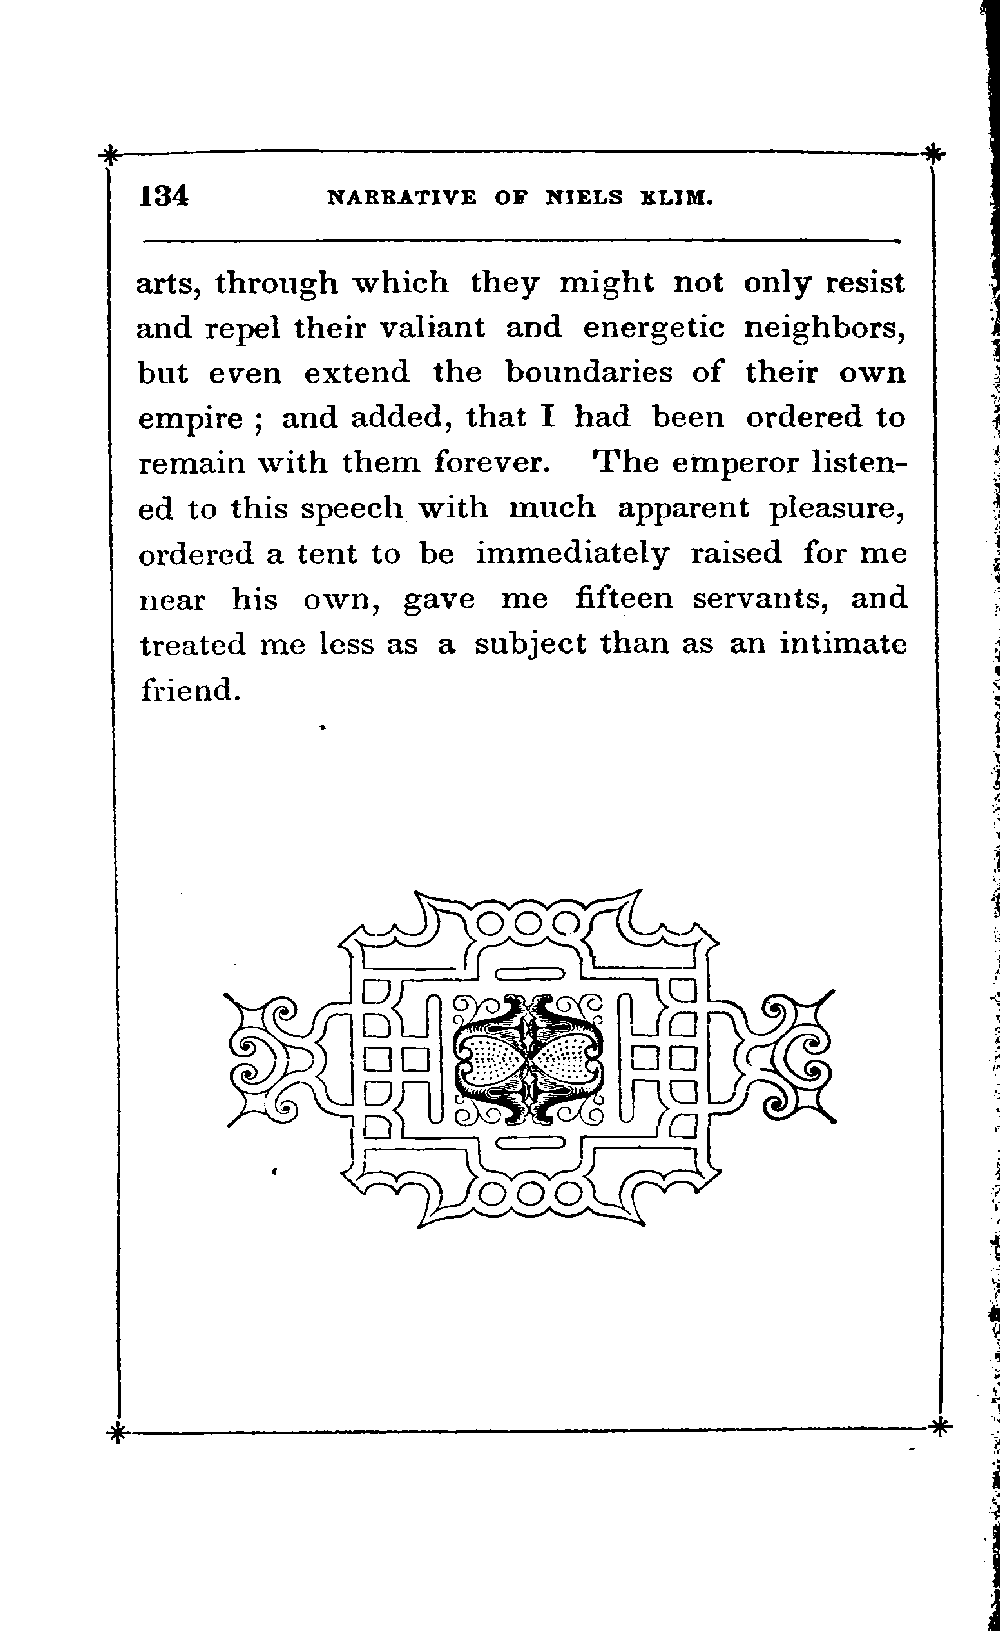 134 NARRATIVE OF NIELS KLIM.
arts, through which they might not only resist
and repel their valiant and energetic neighbors,
but even extend the boundaries of their own
empire ; and added, that I had been ordered to
remain with them forever. The emperor listen-
ed to this speech with much apparent pleasure,
ordered a tent to be immediately raised for me
near his own, gave me fifteen servants, and
treated me less as a subject than as an intimate
friend.